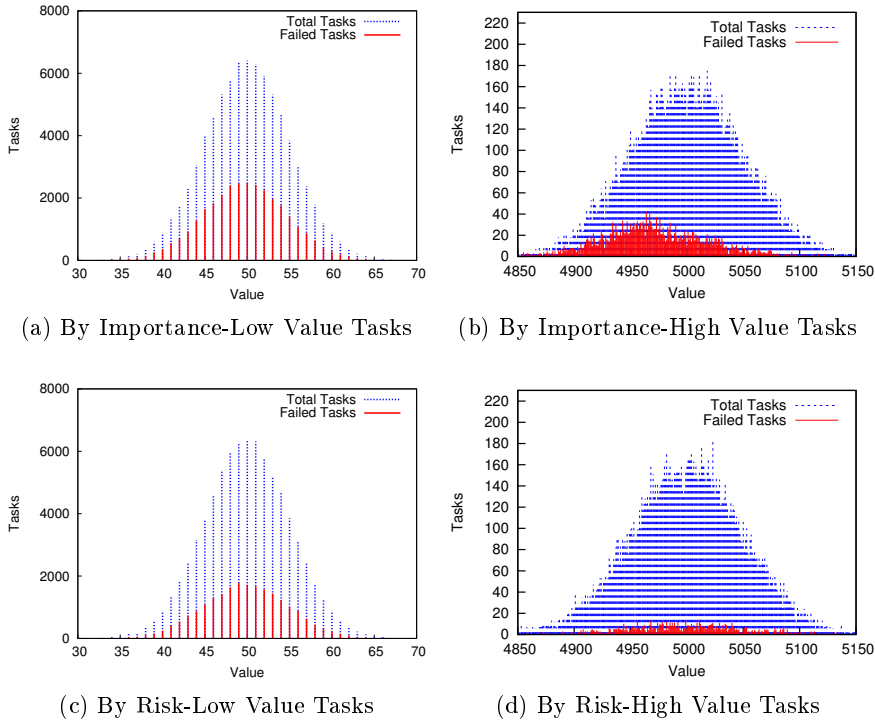 8000
6000
4000
2000
0
30 35 40 45 50 55 60 65 70
Tasks
Value
Total Tasks
Failed Tasks
(a) By Importance-Low Value Tasks
220
200
180
160
140
120
100
80
60
40
20
0
4850 4900 4950 5000 5050 5100 5150
Tasks
Value
Total Tasks
Failed Tasks
(b) By Importance-High Value Tasks
8000
6000
4000
2000
0
30 35 40 45 50 55 60 65 70
Tasks
Value
Total Tasks
Failed Tasks
(c) By Risk-Low Value Tasks
220
200
180
160
140
120
100
80
60
40
20
0
4850 4900 4950 5000 5050 5100 5150
Tasks
Value
Total Tasks
Failed Tasks
(d) By Risk-High Value Tasks